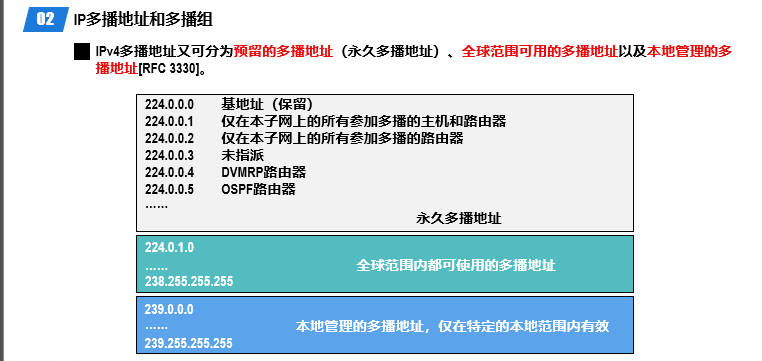 02 IP多播地址和多播组
IPv4多播地址又可分为预留的多播地址（永久多播地址）、全球范围可用的多播地址以及本地管理的多
播地址[RFC 3330]。
224.0.0.0 基地址（保留）
224.0.0.1 仅在本子网上的所有参加多播的主机和路由器
224.0.0.2 仅在本子网上的所有参加多播的路由器
224.0.0.3 未指派
224.0.0.4 DVMRP路由器
224.0.0.5 OSPF路由器
……
永久多播地址
224.0.1.0
……
全球范围内都可使用的多播地址
238.255.255.255
239.0.0.0
……
本地管理的多播地址，仅在特定的本地范围内有效
239.255.255.255